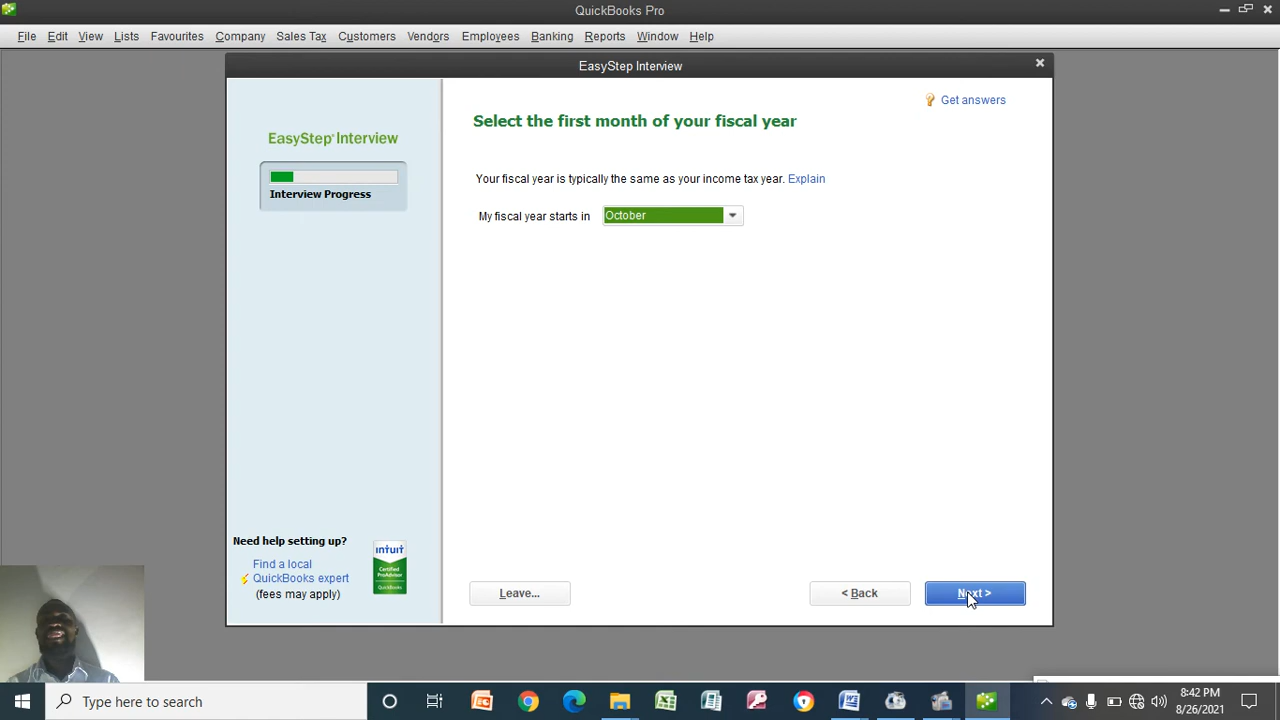 QuickBooks Pro
File Edit View Lists Favourites Company Sales Tax Customers Vendors Employees Banking Reports Window Help
EasyStep Interview
Get answers
EasyStep Interview
Interview Progress
Select the first month of your fiscal year
Your fiscal year is typically the same as your income tax year. Explain
My fiscal year starts in October
Need help setting up?
Find a local
QuickBooks expert
(fees may apply)
intuit
Certified
ProAdvisor
QuickBooks
Leave...
< Back
Next >
Type here to search
8:42 PM
8/26/2021